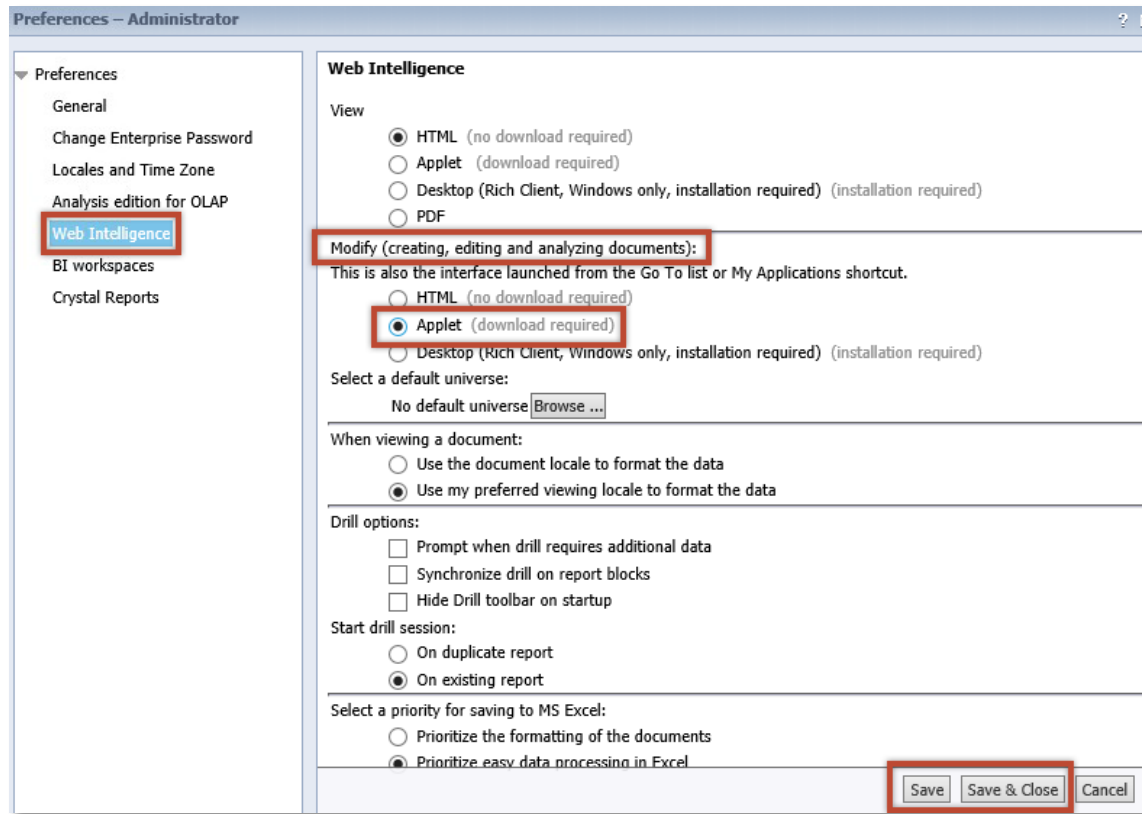 Preferences – Administrator
?
Preferences
General
Change Enterprise Password
Locales and Time Zone
Analysis edition for OLAP
Web Intelligence
BI workspaces
Crystal Reports
Web Intelligence
View
HTML (no download required)
Applet (download required)
Desktop (Rich Client, Windows only, installation required) (installation required)
PDF
Modify (creating, editing and analyzing documents):
This is also the interface launched from the Go To list or My Applications shortcut.
HTML (no download required)
Applet (download required)
Desktop (Rich Client, Windows only, installation required) (installation required)
Select a default universe:
No default universe Browse ...
When viewing a document:
Use the document locale to format the data
Use my preferred viewing locale to format the data
Drill options:
Prompt when drill requires additional data
Synchronize drill on report blocks
Hide Drill toolbar on startup
Start drill session:
On duplicate report
On existing report
Select a priority for saving to MS Excel:
Prioritize the formatting of the documents
Prioritize easy data processing in Excel
Save Save & Close Cancel